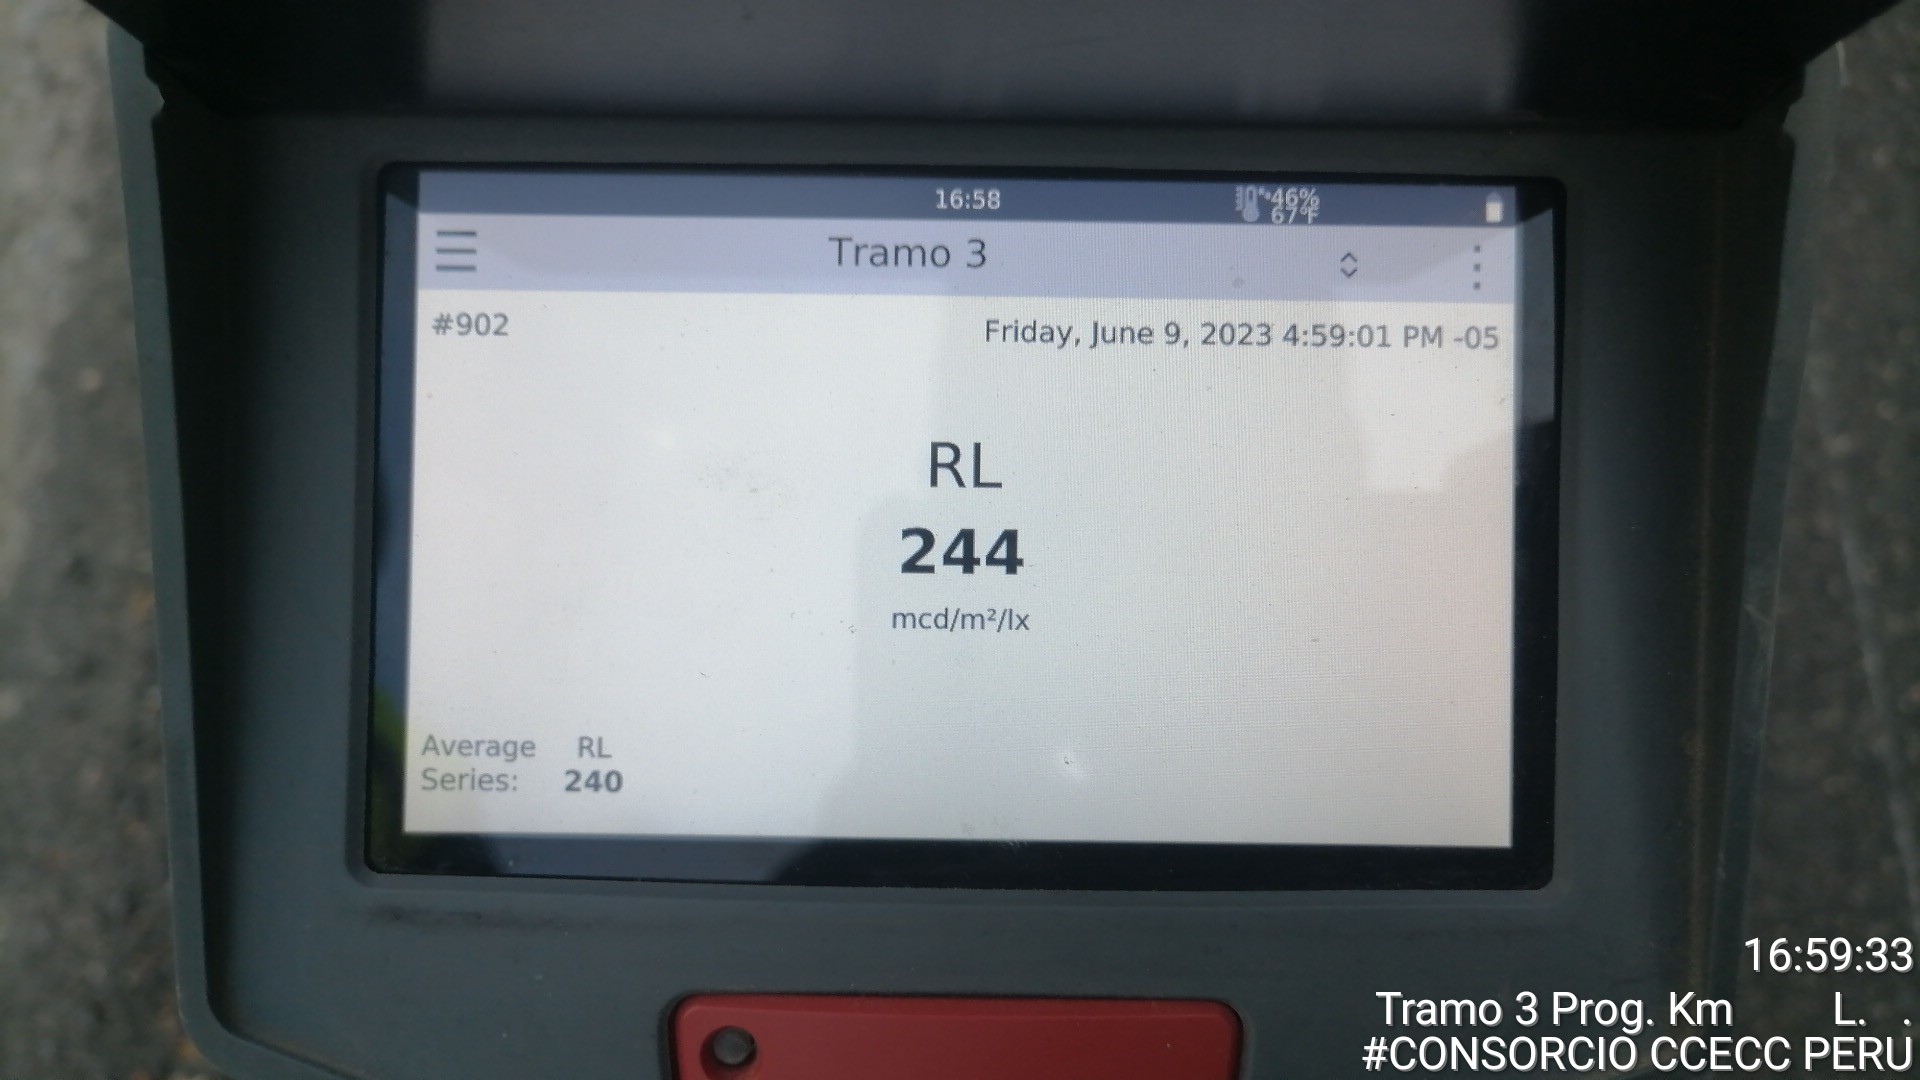 16:58
46%
67°F
Tramo 3
#902
Friday, June 9, 2023 4:59:01 PM -05
RL
244
mcd/m²/lx
Average RL
Series: 240
16:59:33
Tramo 3 Prog. Km L. .
#CONSORCIO CCECC PERU